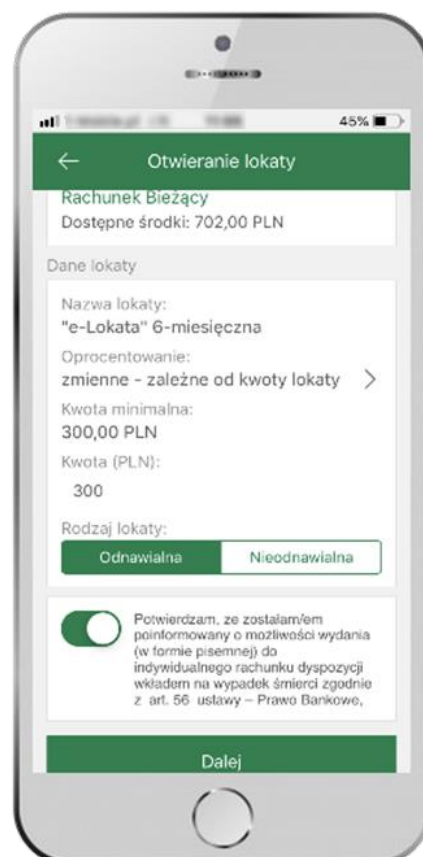 45%
Otwieranie lokaty
Rachunek Bieżący
Dostępne środki: 702,00 PLN
Dane lokaty
Nazwa lokaty:
"e-Lokata" 6-miesięczna
Oprocentowanie:
zmienne - zależne od kwoty lokaty
Kwota minimalna:
300,00 PLN
Kwota (PLN):
300
Rodzaj lokaty:
Odnawialna Nieodnawialna
Potwierdzam, ze zostałam/em
poinformowany o możliwości wydania
(w formie pisemnej) do
indywidualnego rachunku dyspozycji
wkładem na wypadek śmierci zgodnie
z art. 56 ustawy – Prawo Bankowe,
Dalej